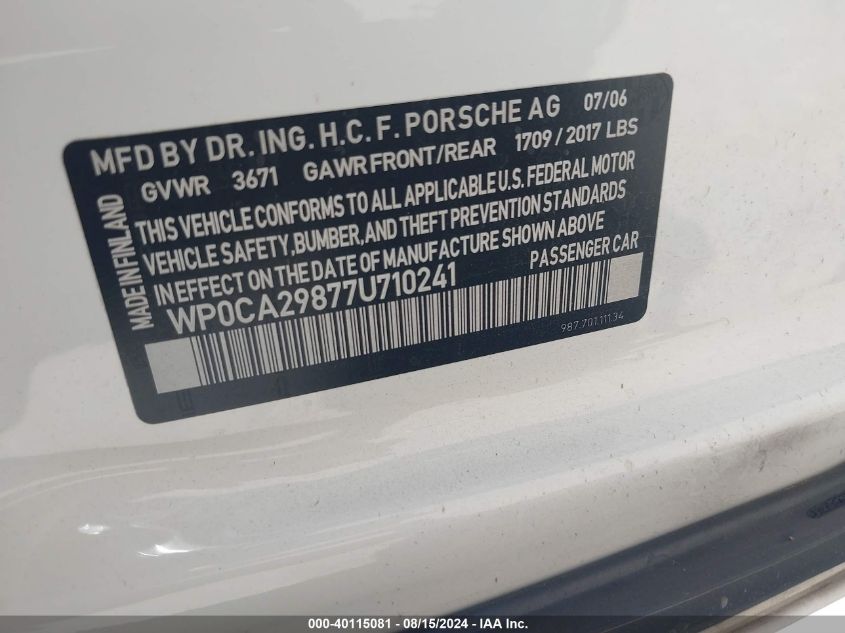 MFD BY DR. ING. H.C. F. PORSCHE AG 07/06
GVWR 3671 GAWR FRONT/REAR 1709 / 2017 LBS
MADE IN FINLAND
THIS VEHICLE CONFORMS TO ALL APPLICABLE U.S. FEDERAL MOTOR
VEHICLE SAFETY, BUMPER, AND THEFT PREVENTION STANDARDS
IN EFFECT ON THE DATE OF MANUFACTURE SHOWN ABOVE
WP0CA29877U710241 PASSENGER CAR
987.701.111.34
000-40115081 - 08/15/2024 - IAA Inc.